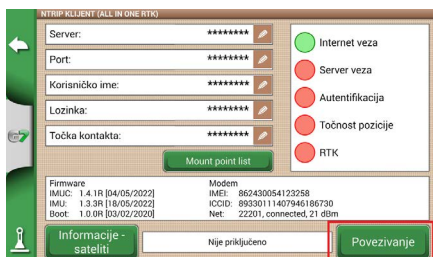 NTRIP KLIJENT (ALL IN ONE RTK)
Server: ********
Port: ********
Korisničko ime: ********
Lozinka: ********
Točka kontakta: ********
Mount point list
Internet veza
Server veza
Autentifikacija
Točnost pozicije
RTK
Firmware
IMUC: 1.4.1R [04/05/2022]
IMU: 1.3.3R [18/05/2022]
Boot: 1.0.0R [03/02/2020]
Modem
IMEI: 862430054123258
ICCID: 89330111407946186730
Net: 22201, connected, 21 dBm
Informacije -
sateliti
Nije priključeno
Povezivanje